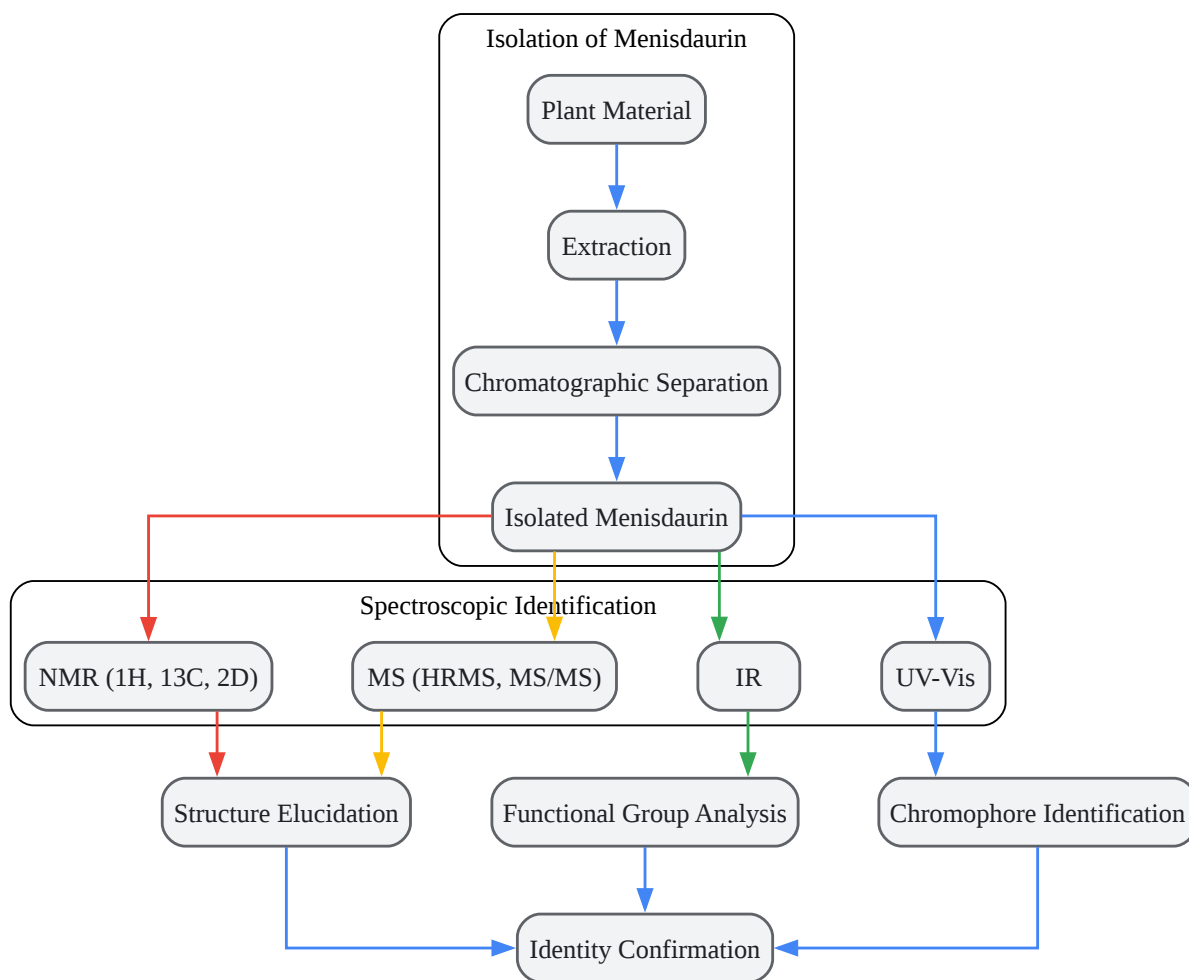 Isolation of Menisdaurin
Plant Material
Extraction
Chromatographic Separation
Isolated Menisdaurin
Spectroscopic Identification
NMR (1H, 13C, 2D)
MS (HRMS, MS/MS)
IR
UV-Vis
Structure Elucidation
Functional Group Analysis
Chromophore Identification
Identity Confirmation